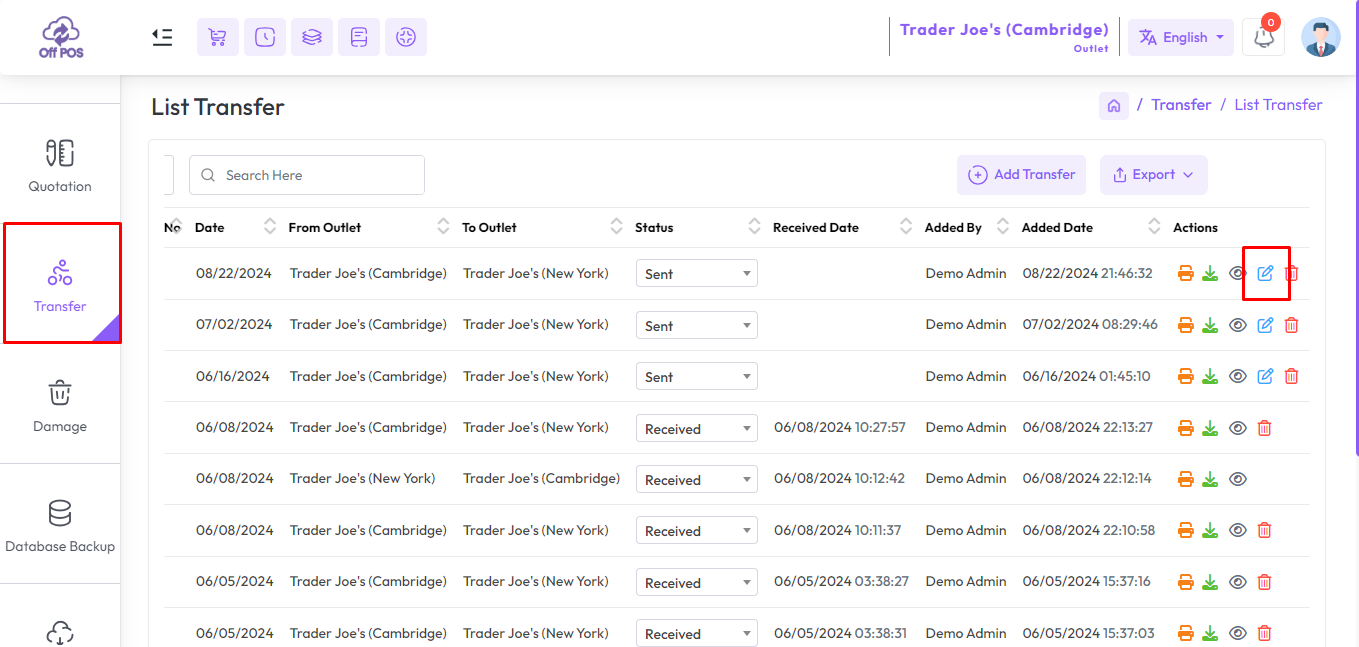 Off POS
Trader Joe's (Cambridge)
Outlet
English
0
List Transfer
/ Transfer / List Transfer
Quotation
Transfer
Damage
Database Backup
Search Here
Add Transfer
Export
No Date From Outlet To Outlet Status Received Date Added By Added Date Actions
08/22/2024 Trader Joe's (Cambridge) Trader Joe's (New York) Sent Demo Admin 08/22/2024 21:46:32
07/02/2024 Trader Joe's (Cambridge) Trader Joe's (New York) Sent Demo Admin 07/02/2024 08:29:46
06/16/2024 Trader Joe's (Cambridge) Trader Joe's (New York) Sent Demo Admin 06/16/2024 01:45:10
06/08/2024 Trader Joe's (Cambridge) Trader Joe's (New York) Received 06/08/2024 10:27:57 Demo Admin 06/08/2024 22:13:27
06/08/2024 Trader Joe's (New York) Trader Joe's (Cambridge) Received 06/08/2024 10:12:42 Demo Admin 06/08/2024 22:12:14
06/08/2024 Trader Joe's (Cambridge) Trader Joe's (New York) Received 06/08/2024 10:11:37 Demo Admin 06/08/2024 22:10:58
06/05/2024 Trader Joe's (Cambridge) Trader Joe's (New York) Received 06/05/2024 03:38:27 Demo Admin 06/05/2024 15:37:16
06/05/2024 Trader Joe's (Cambridge) Trader Joe's (New York) Received 06/05/2024 03:38:31 Demo Admin 06/05/2024 15:37:03